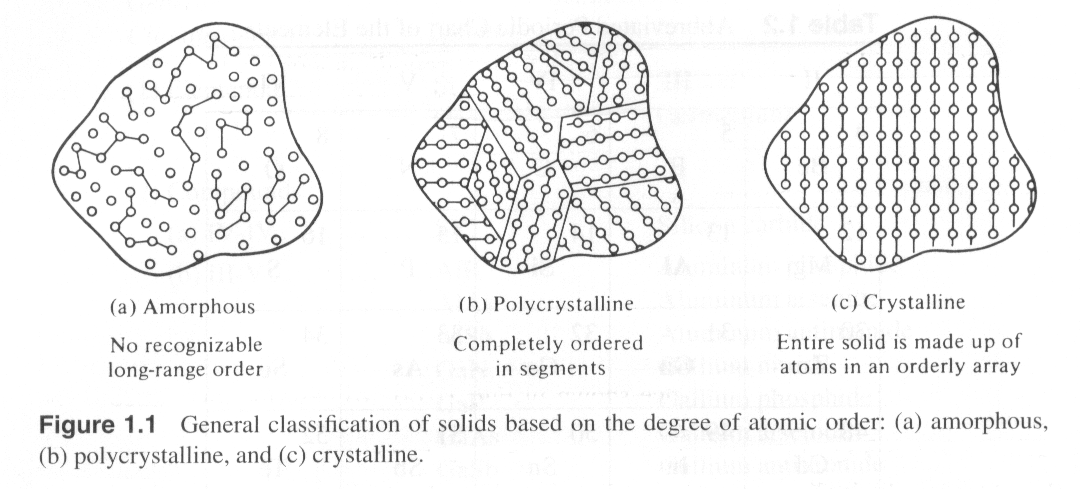 (a) Amorphous
No recognizable
long-range order
(b) Polycrystalline
Completely ordered
in segments
(c) Crystalline
Entire solid is made up of
atoms in an orderly array
Figure 1.1 General classification of solids based on the degree of atomic order: (a) amorphous,
(b) polycrystalline, and (c) crystalline.